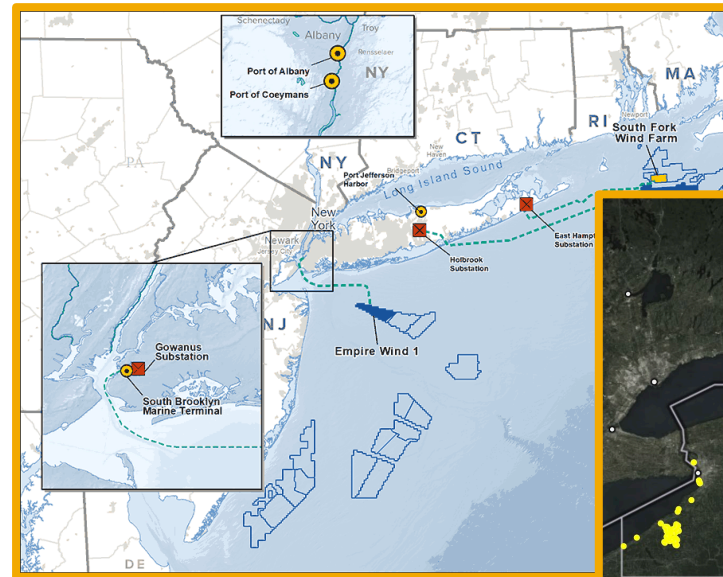 Schenectady
Albany
Troy
Rensselaer
NY
Port of Albany
Port of Coeymans
MA
CT
RI
Newport
South Fork
Wind Farm
PA
NY
New
Haven
Bridgeport
Port Jefferson
Harbor
Long Island Sound
New
York
Newark
Jersey City
East Hampt
Substation
Holbrook
Substation
NJ
Empire Wind 1
Gowanus
Substation
South Brooklyn
Marine Terminal
DE